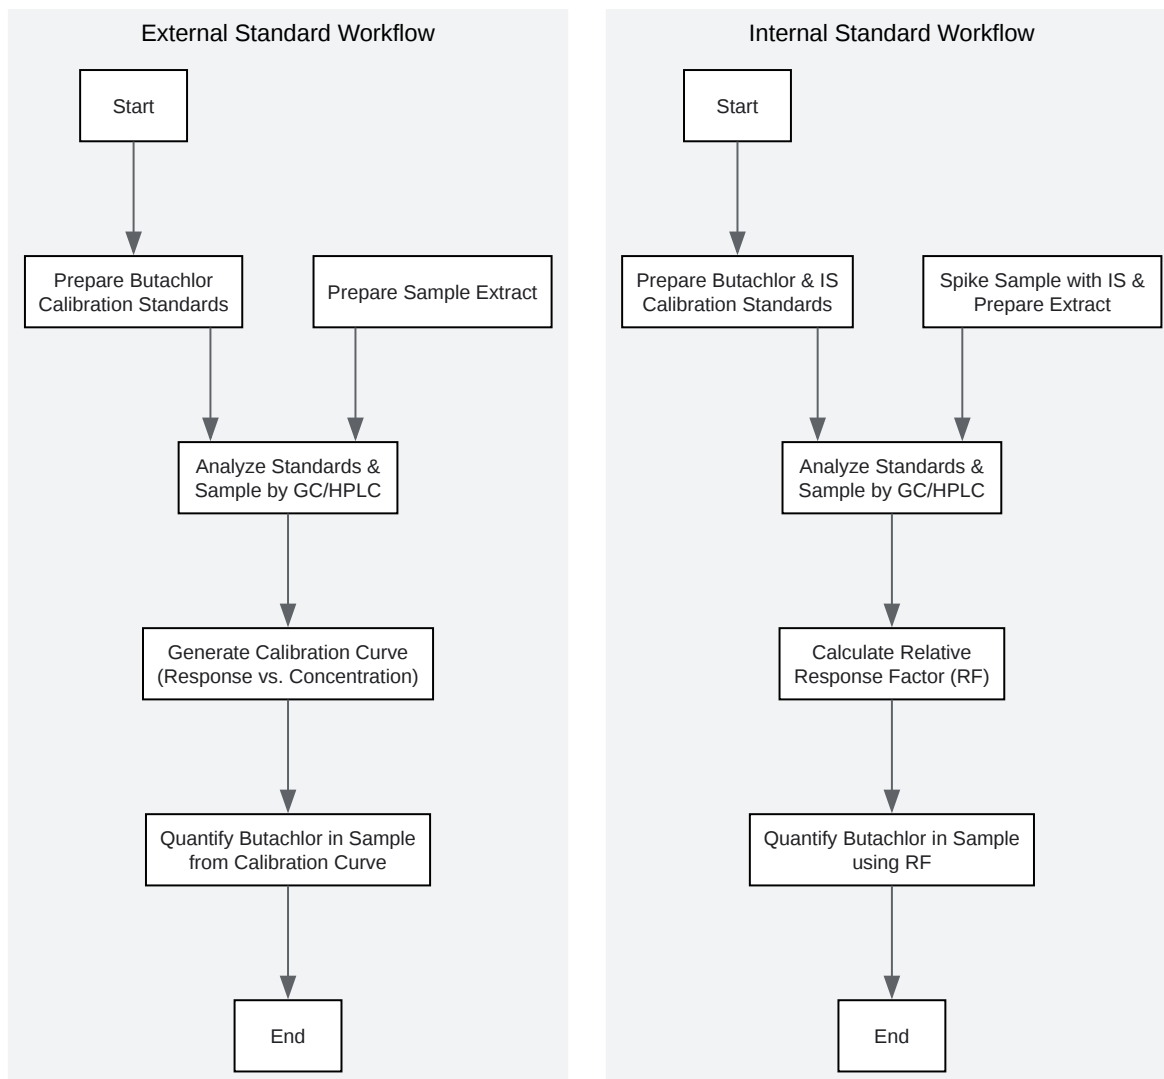 External Standard Workflow
Start
Prepare Butachlor
Calibration Standards
Prepare Sample Extract
Analyze Standards &
Sample by GC/HPLC
Generate Calibration Curve
(Response vs. Concentration)
Quantify Butachlor in Sample
from Calibration Curve
End
Internal Standard Workflow
Start
Prepare Butachlor & IS
Calibration Standards
Spike Sample with IS &
Prepare Extract
Analyze Standards &
Sample by GC/HPLC
Calculate Relative
Response Factor (RF)
Quantify Butachlor in Sample
using RF
End